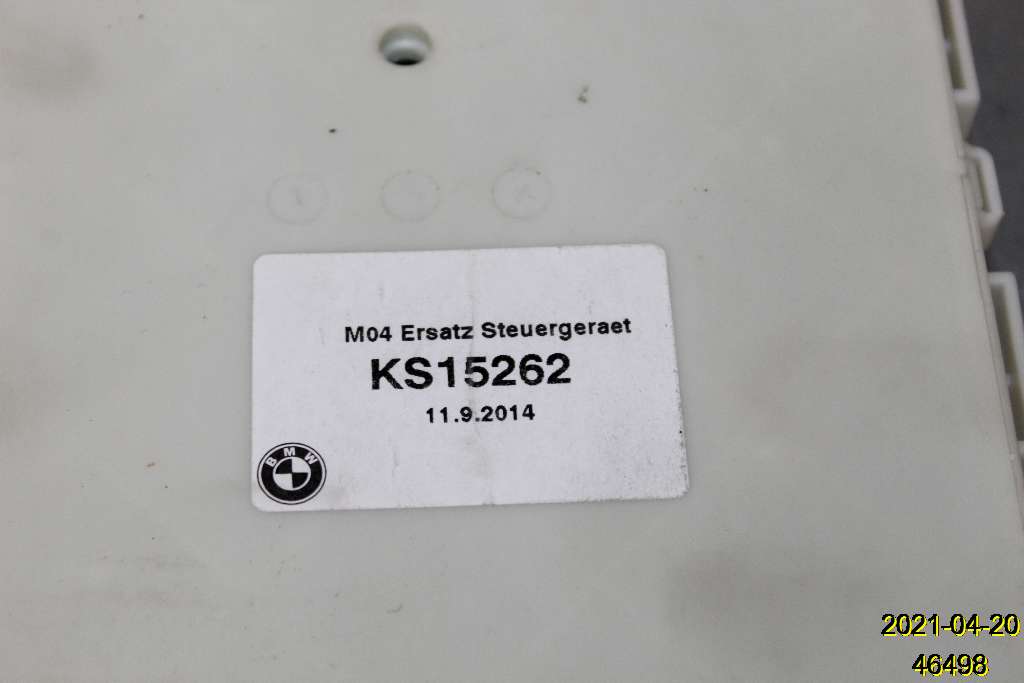 M04 Ersatz Steuergeraet
KS15262
11.9.2014
BMW
2021-04-20
46498